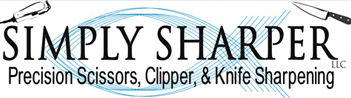 SIMPLY SHARPER LLC
Precision Scissors, Clipper, & Knife Sharpening